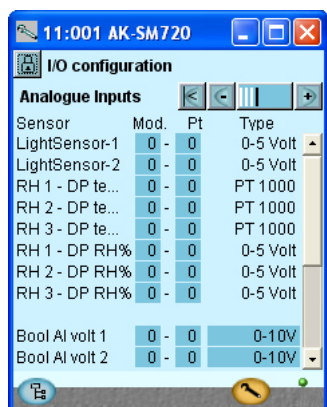 11:001 AK-SM720
I/O configuration
Analogue Inputs
Sensor Mod. Pt Type
LightSensor-1 0 - 0 0-5 Volt
LightSensor-2 0 - 0 0-5 Volt
RH 1 - DP te... 0 - 0 PT 1000
RH 2 - DP te... 0 - 0 PT 1000
RH 3 - DP te... 0 - 0 PT 1000
RH 1 - DP RH% 0 - 0 0-5 Volt
RH 2 - DP RH% 0 - 0 0-5 Volt
RH 3 - DP RH% 0 - 0 0-5 Volt
Bool AI volt 1 0 - 0 0-10V
Bool AI volt 2 0 - 0 0-10V